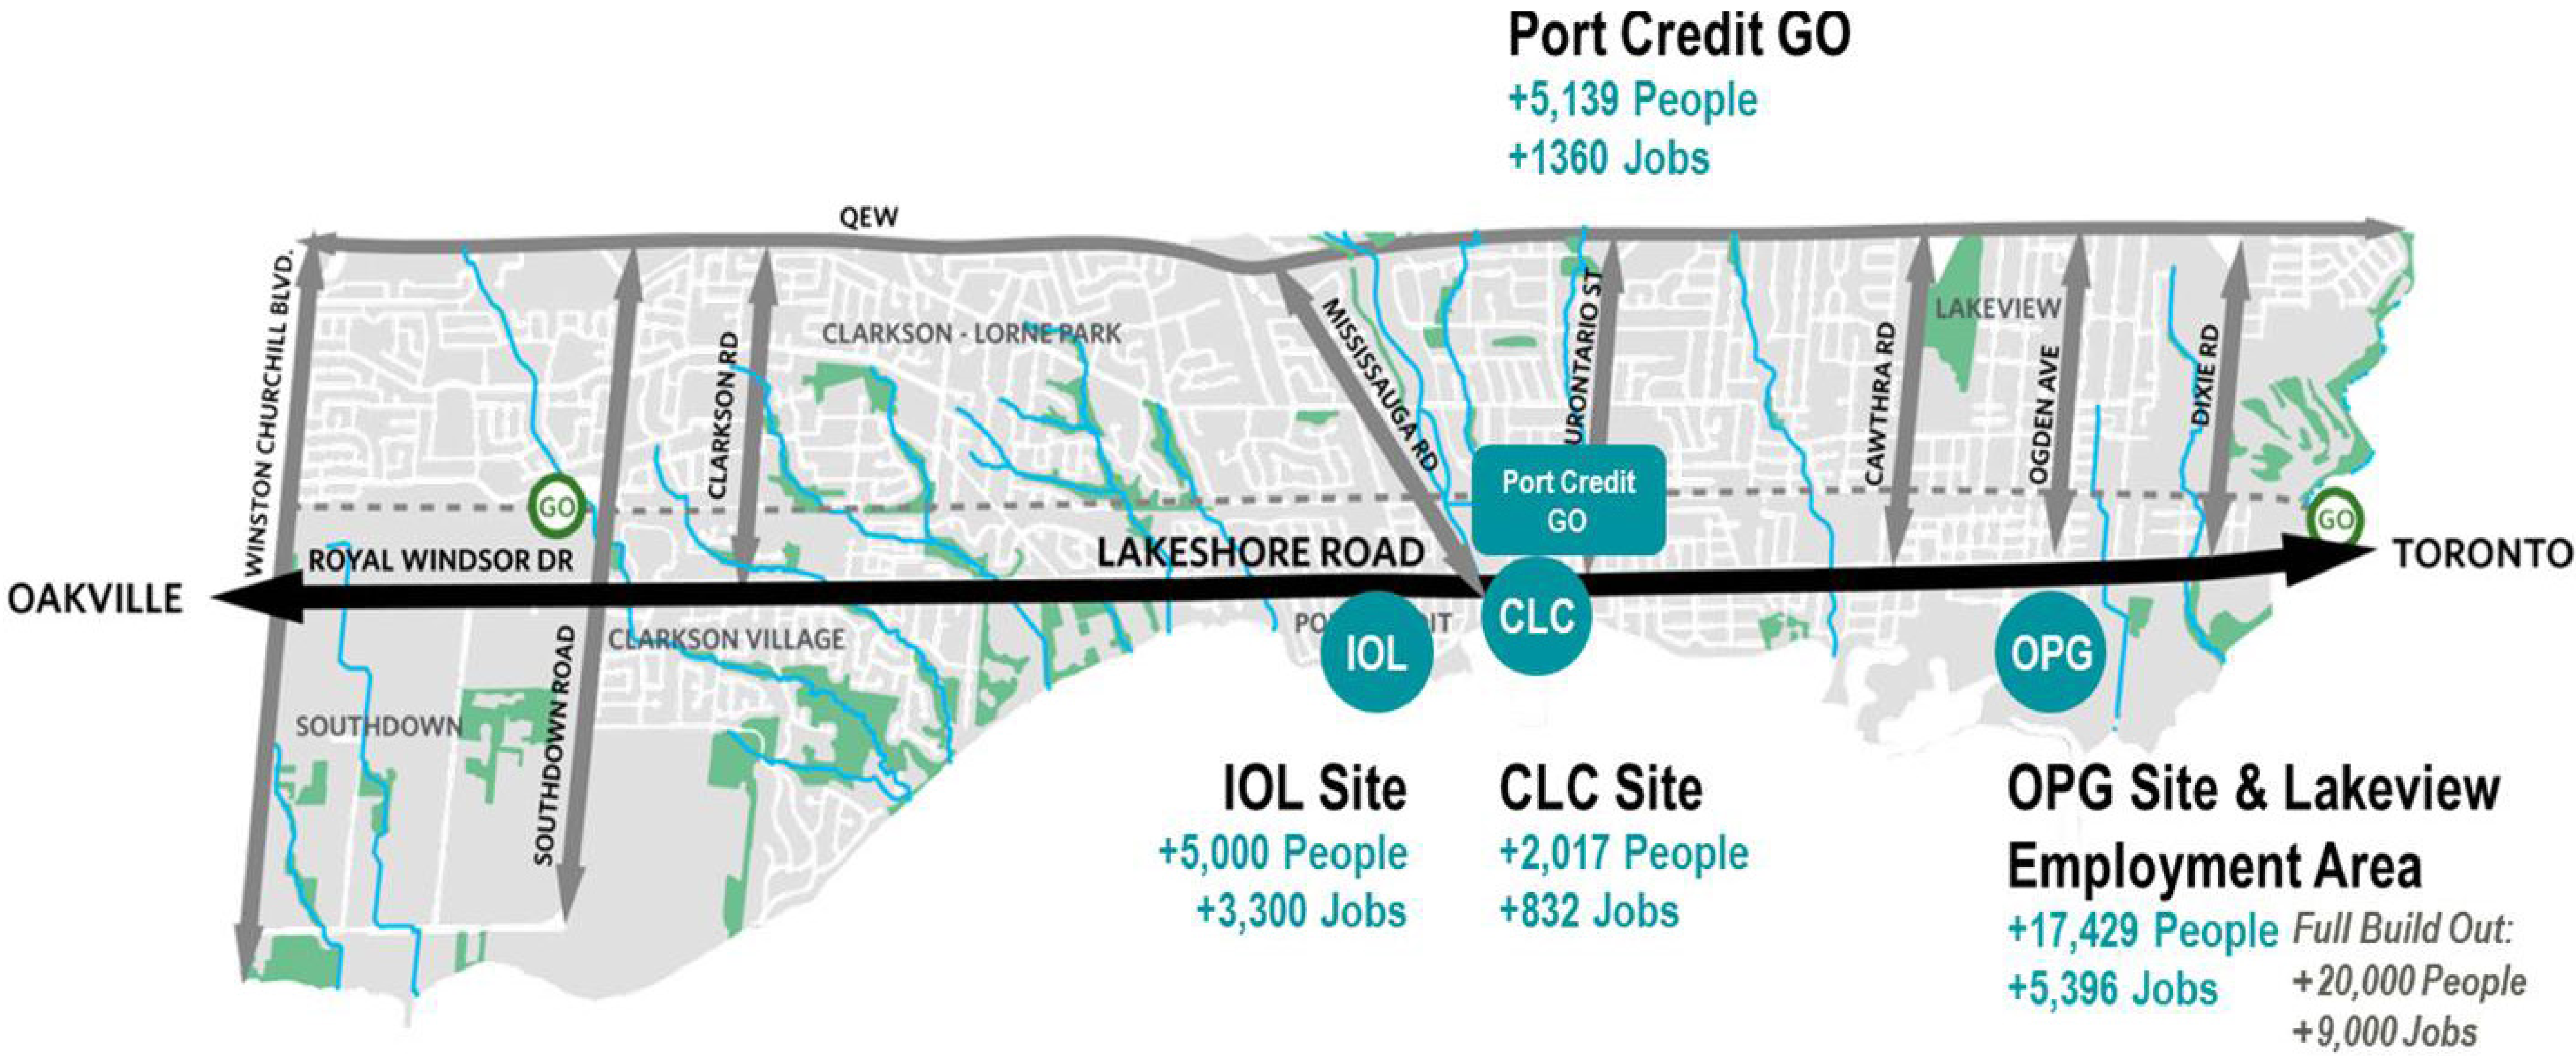 Port Credit GO
+5,139 People
+1360 Jobs
QEW
WINSTON CHURCHILL BLVD.
CLARKSON - LORNE PARK
CLARKSON RD
MISSISSAUGA RD
URONTARIO ST
LAKEVIEW
CAWTHRA RD
OGDEN AVE
DIXIE RD
GO
Port Credit
GO
GO
ROYAL WINDSOR DR
LAKESHORE ROAD
TORONTO
OAKVILLE
CLARKSON VILLAGE
PO
IT
IOL
CLC
OPG
SOUTHDOWN
SOUTHDOWN ROAD
IOL Site
+5,000 People
+3,300 Jobs
CLC Site
+2,017 People
+832 Jobs
OPG Site & Lakeview
Employment Area
+17,429 People
+5,396 Jobs
Full Build Out:
+20,000 People
+9,000 Jobs